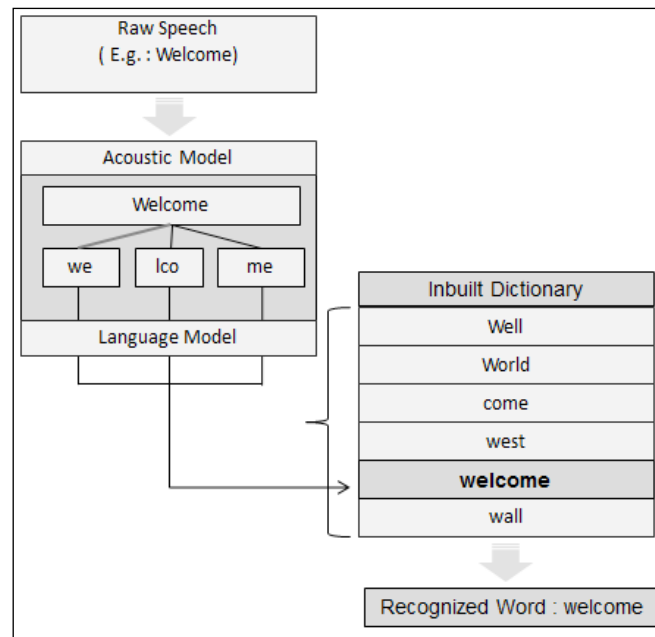 Raw Speech
( E.g. : Welcome)
Acoustic Model
Welcome
we
lco
me
Language Model
Inbuilt Dictionary
Well
World
come
west
welcome
wall
Recognized Word : welcome